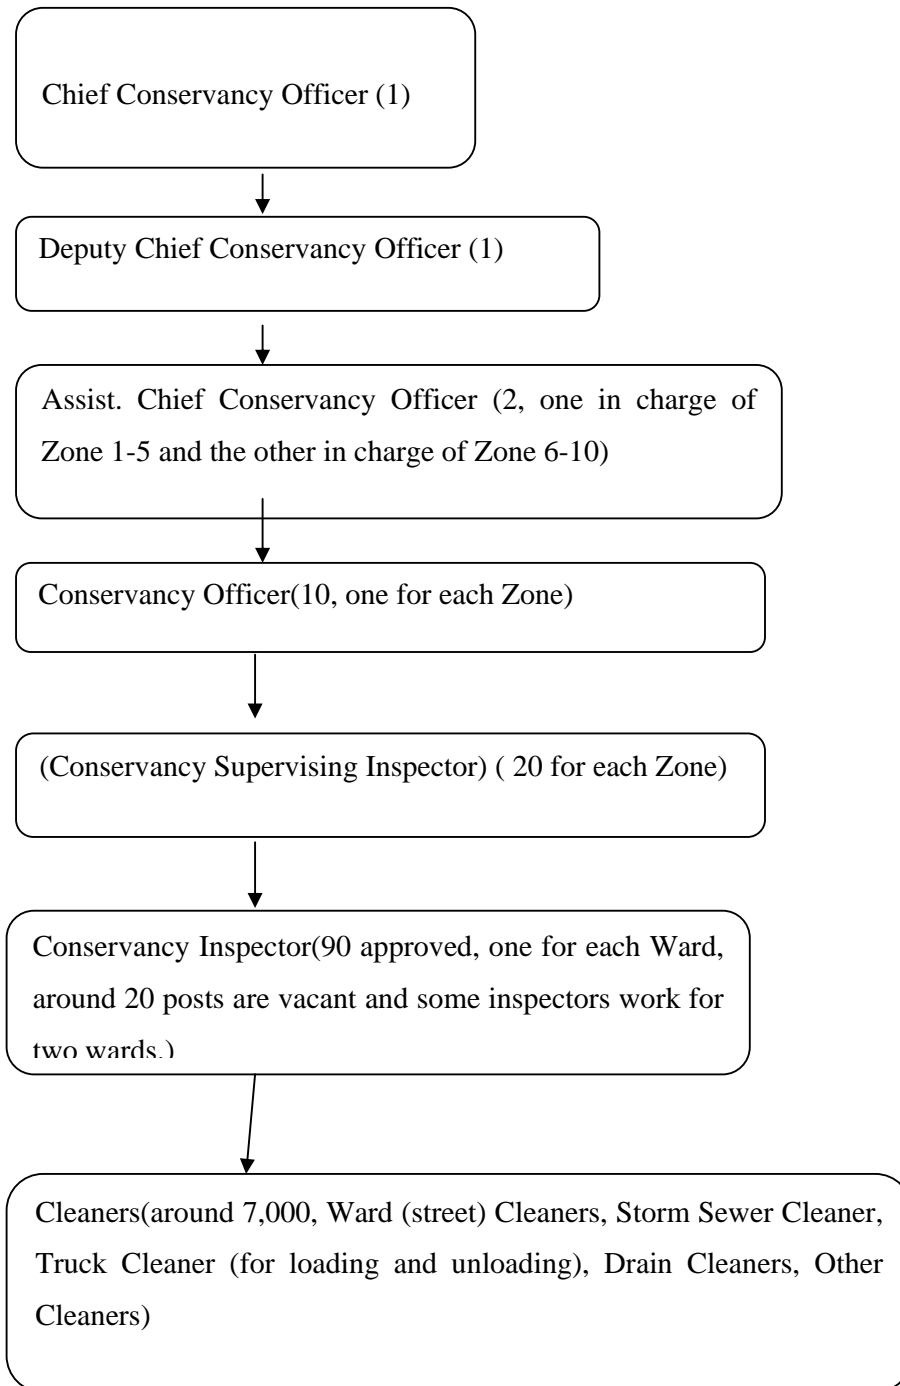 Chief Conservancy Officer (1)
Deputy Chief Conservancy Officer (1)
Assist. Chief Conservancy Officer (2, one in charge of
Zone 1-5 and the other in charge of Zone 6-10)
Conservancy Officer(10, one for each Zone)
(Conservancy Supervising Inspector) ( 20 for each Zone)
Conservancy Inspector(90 approved, one for each Ward,
around 20 posts are vacant and some inspectors work for
two wards.)
Cleaners(around 7,000, Ward (street) Cleaners, Storm Sewer Cleaner,
Truck Cleaner (for loading and unloading), Drain Cleaners, Other
Cleaners)